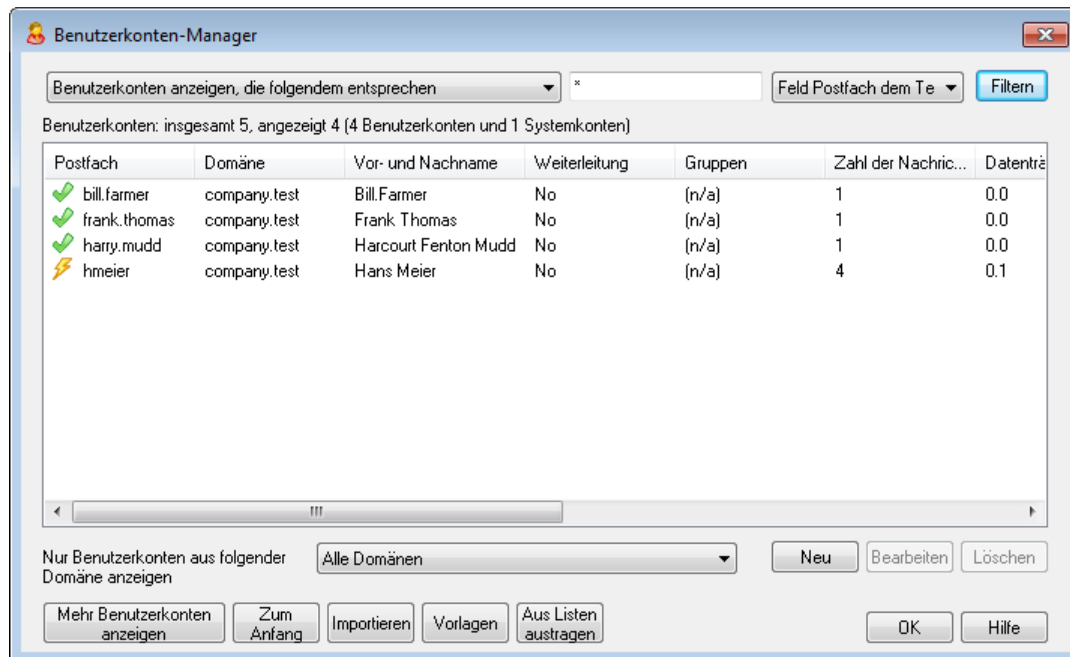 Benutzerkonten-Manager
Benutzerkonten anzeigen, die folgendem entsprechen * Feld Postfach dem Te Filtern
Benutzerkonten: insgesamt 5, angezeigt 4 (4 Benutzerkonten und 1 Systemkonten)
Postfach Domäne Vor- und Nachname Weiterleitung Gruppen Zahl der Nachric... Datenträ
bill.farmer company.test Bill.Farmer No (n/a) 1 0.0
frank.thomas company.test Frank Thomas No (n/a) 1 0.0
harry.mudd company.test Harcourt Fenton Mudd No (n/a) 1 0.0
hmeier company.test Hans Meier No (n/a) 4 0.1
Nur Benutzerkonten aus folgender
Domäne anzeigen
Alle Domänen Neu Bearbeiten Löschen
Mehr Benutzerkonten
anzeigen
Zum
Anfang
Importieren Vorlagen
Aus Listen
austragen
OK Hilfe